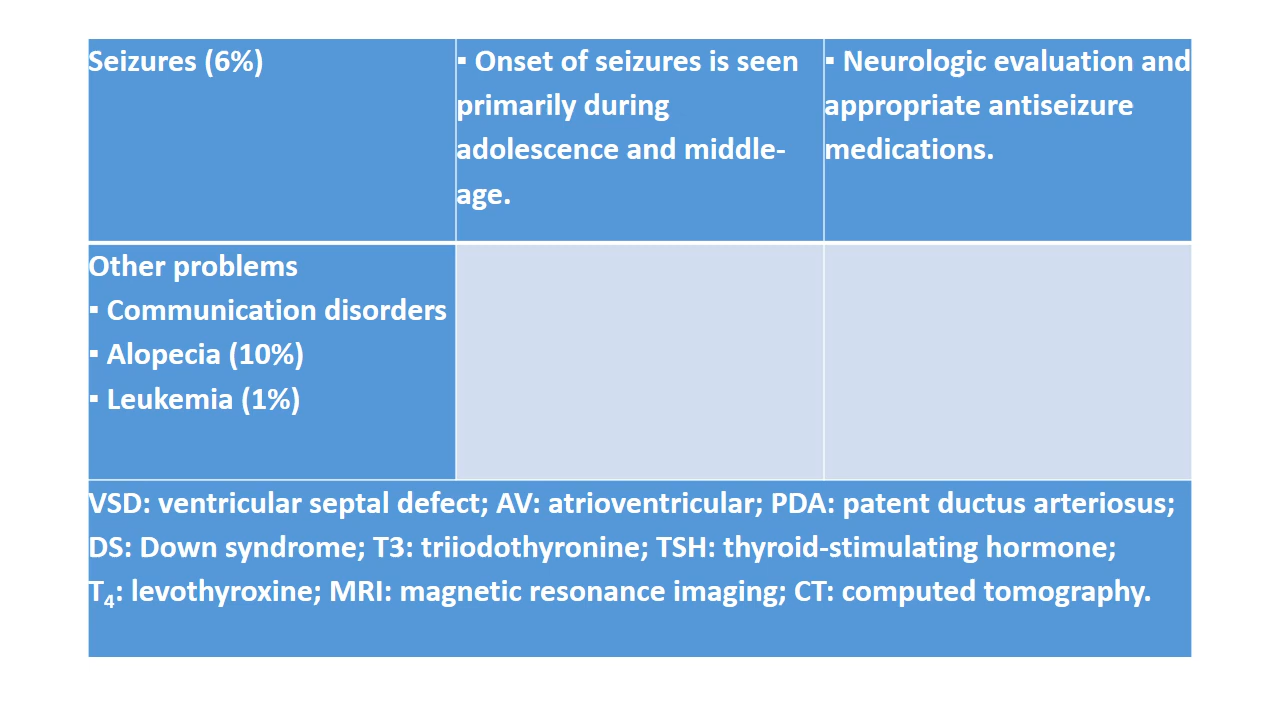 Seizures (6%)
▪ Onset of seizures is seen
primarily during
adolescence and middle-
age.
▪ Neurologic evaluation and
appropriate antiseizure
medications.
Other problems
▪ Communication disorders
▪ Alopecia (10%)
▪ Leukemia (1%)
VSD: ventricular septal defect; AV: atrioventricular; PDA: patent ductus arteriosus;
DS: Down syndrome; T3: triiodothyronine; TSH: thyroid-stimulating hormone;
T₄: levothyroxine; MRI: magnetic resonance imaging; CT: computed tomography.